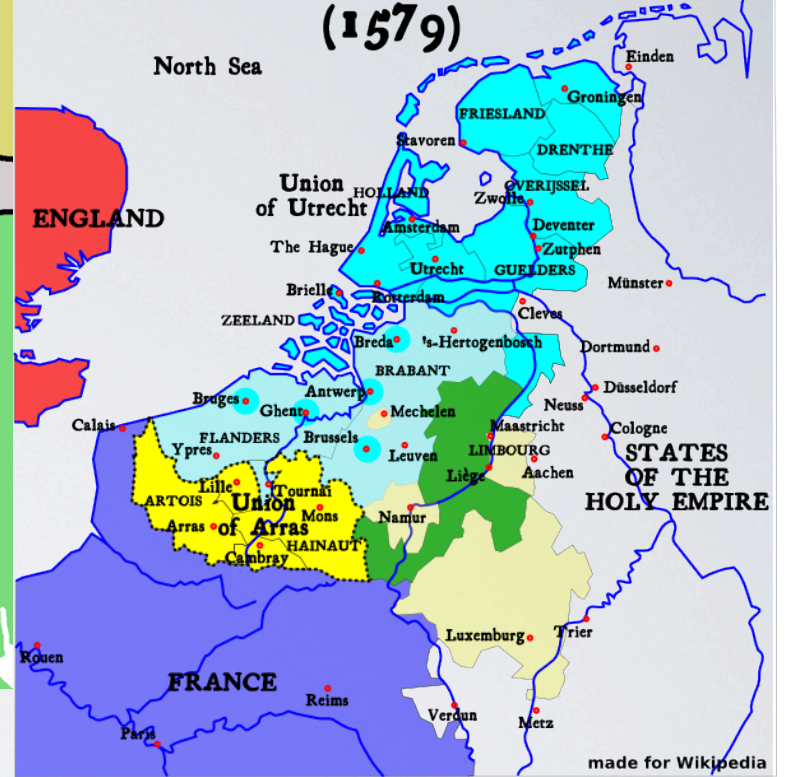 (1579)
North Sea
Einden
Groningen
FRIESLAND
Stavoren
DRENTHE
Union
of Utrecht
HOLLAND
OVERIJSSEL
Zwolle
ENGLAND
Amsterdam
Deventer
The Hague
Zutphen
Utrecht
GUELDERS
Münster
Brielle
Rotterdam
Cleves
ZEELAND
Breda
's-Hertogenbosch
Dortmund
BRABANT
Düsseldorf
Antwerp
Bruges
Neuss
Ghent
Mechelen
Calais
Maastricht
Cologne
FLANDERS
Brussels
Ypres
Leuven
LIMBOURG
STATES
OF THE
HOLY EMPIRE
Liège
Aachen
Lille
Tournai
ARTOIS
Union
of Arras
Mons
Namur
Arras
HAINAUT
Cambray
Luxemburg
Trier
Rouen
FRANCE
Reims
Verdun
Metz
Paris
made for Wikipedia